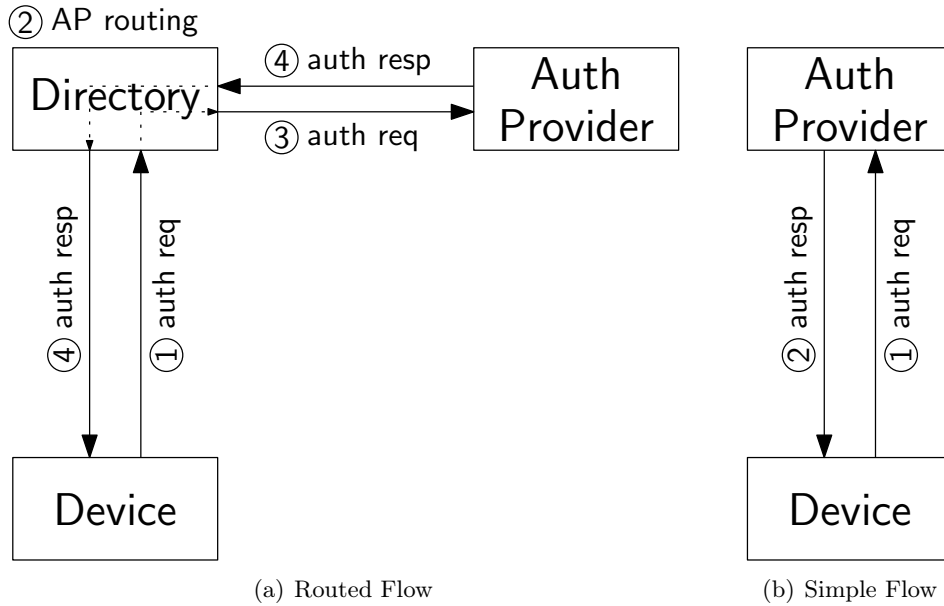 ② AP routing
Directory
④ auth resp
③ auth req
Auth
Provider
④ auth resp
① auth req
Device
(a) Routed Flow
Auth
Provider
② auth resp
① auth req
Device
(b) Simple Flow